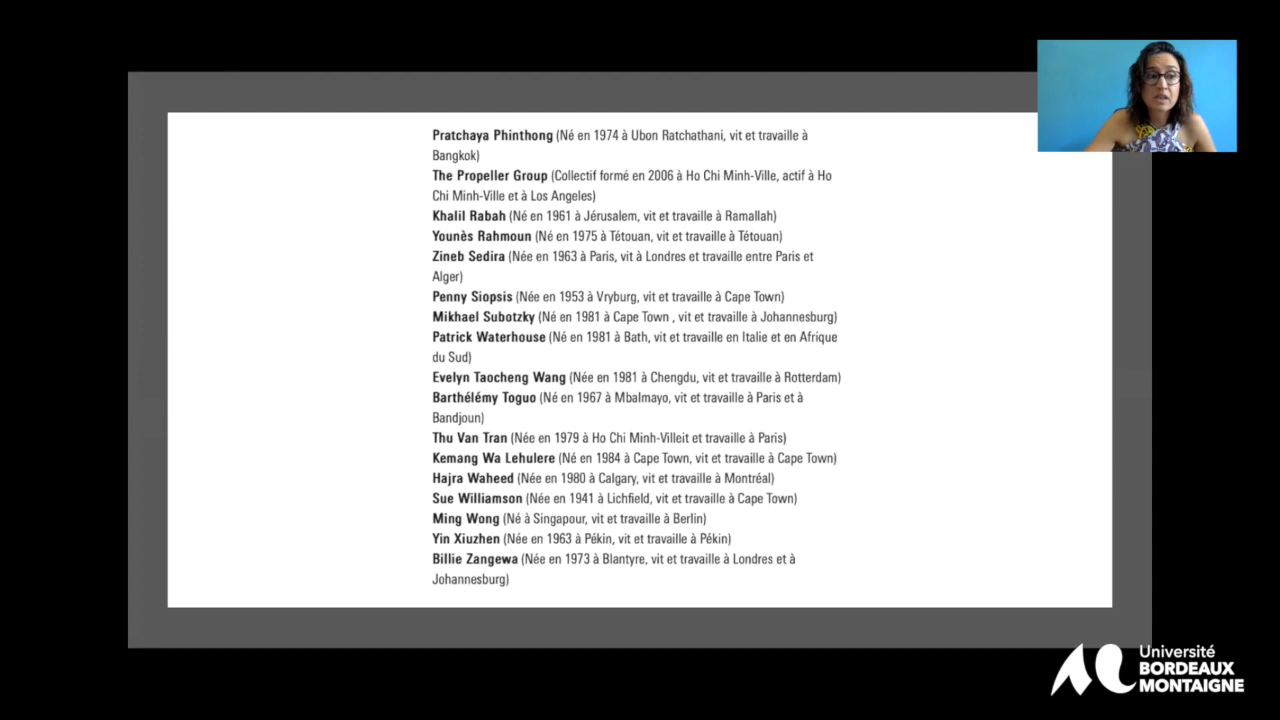 Pratchaya Phinthong (Né en 1974 à Ubon Ratchathani, vit et travaille à
Bangkok)
The Propeller Group (Collectif formé en 2006 à Ho Chi Minh-Ville, actif à Ho
Chi Minh-Ville et à Los Angeles)
Khalil Rabah (Né en 1961 à Jérusalem, vit et travaille à Ramallah)
Younès Rahmoun (Né en 1975 à Tétouan, vit et travaille à Tétouan)
Zineb Sedira (Née en 1963 à Paris, vit à Londres et travaille entre Paris et
Alger)
Penny Siopsis (Née en 1953 à Vryburg, vit et travaille à Cape Town)
Mikhael Subotzky (Né en 1981 à Cape Town , vit et travaille à Johannesburg)
Patrick Waterhouse (Né en 1981 à Bath, vit et travaille en Italie et en Afrique
du Sud)
Evelyn Taocheng Wang (Née en 1981 à Chengdu, vit et travaille à Rotterdam)
Barthélémy Toguo (Né en 1967 à Mbalmayo, vit et travaille à Paris et à
Bandjoun)
Thu Van Tran (Née en 1979 à Ho Chi Minh-Villeit et travaille à Paris)
Kemang Wa Lehulere (Né en 1984 à Cape Town, vit et travaille à Cape Town)
Hajra Waheed (Née en 1980 à Calgary, vit et travaille à Montréal)
Sue Williamson (Née en 1941 à Lichfield, vit et travaille à Cape Town)
Ming Wong (Né à Singapour, vit et travaille à Berlin)
Yin Xiuzhen (Née en 1963 à Pékin, vit et travaille à Pékin)
Billie Zangewa (Née en 1973 à Blantyre, vit et travaille à Londres et à
Johannesburg)
Université
BORDEAUX
MONTAIGNE